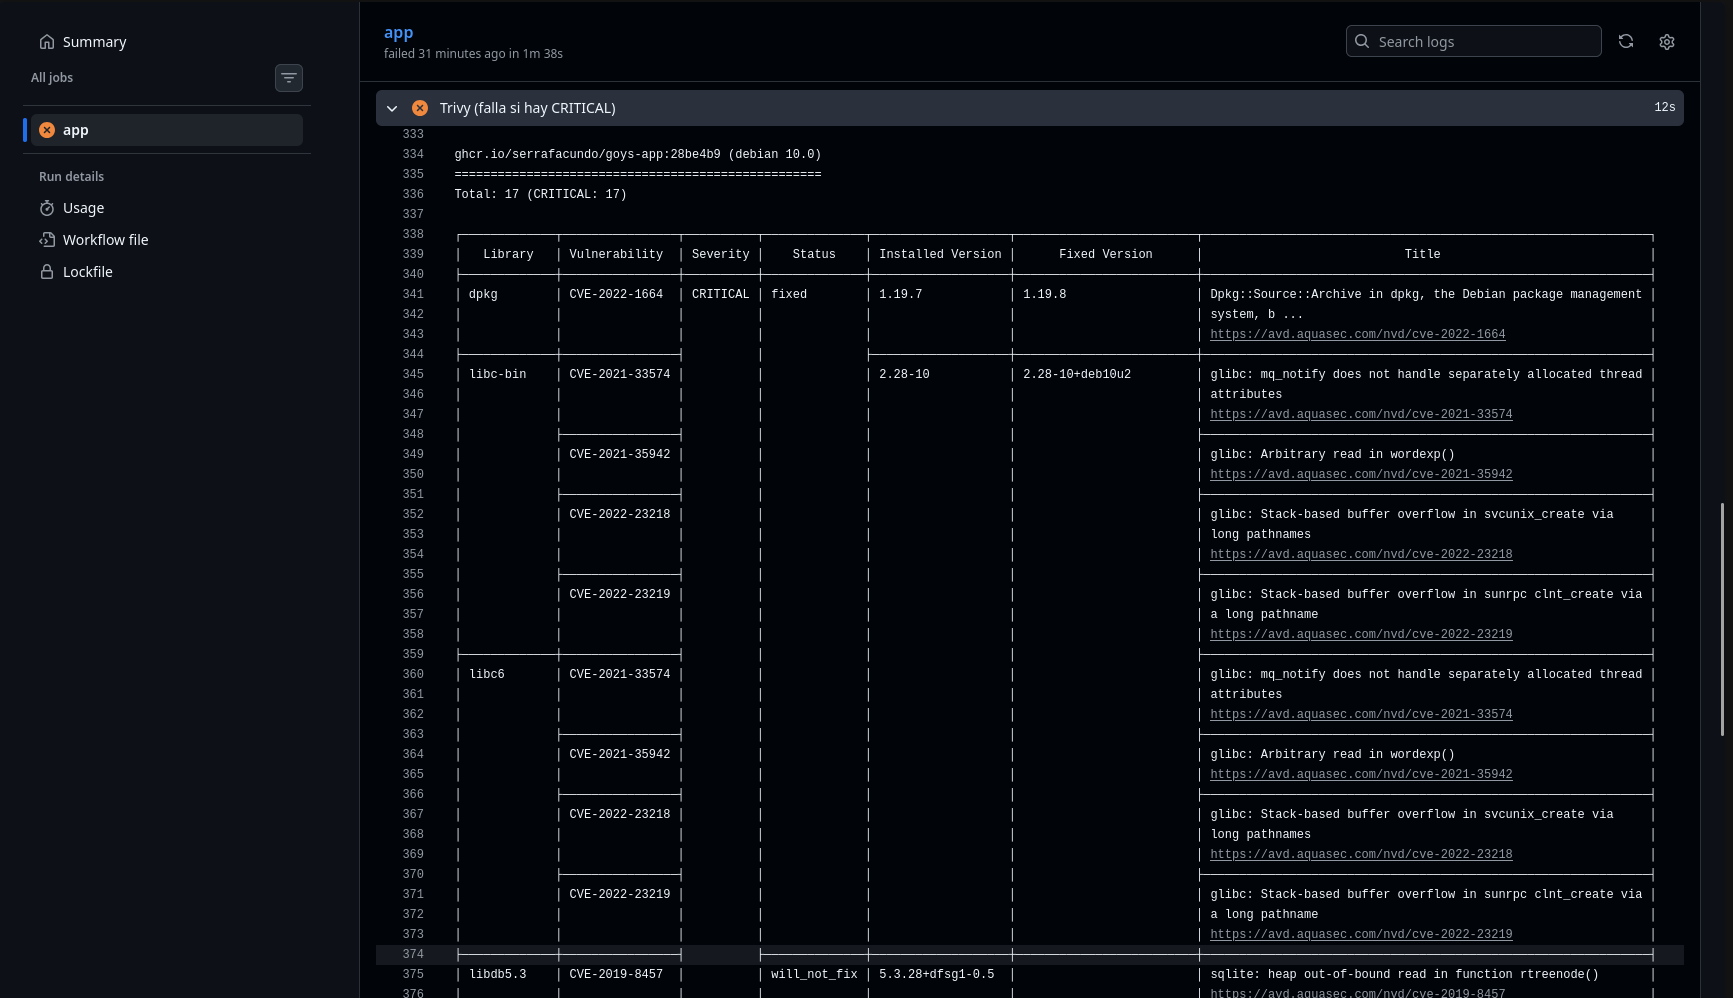 Summary
All jobs
app
Run details
Usage
Workflow file
Lockfile
app
failed 31 minutes ago in 1m 38s
Search logs
Trivy (falla si hay CRITICAL)
12s
333
334 ghcr.io/serrafacundo/goys-app:28be4b9 (debian 10.0)
335 ===================================================
336 Total: 17 (CRITICAL: 17)
337
338
339 Library Vulnerability Severity Status Installed Version Fixed Version Title
340
341 dpkg CVE-2022-1664 CRITICAL fixed 1.19.7 1.19.8 Dpkg::Source::Archive in dpkg, the Debian package management
342 system, b ...
343 https://avd.aquasec.com/nvd/cve-2022-1664
344
345 libc-bin CVE-2021-33574 2.28-10 2.28-10+deb10u2 glibc: mq_notify does not handle separately allocated thread
346 attributes
347 https://avd.aquasec.com/nvd/cve-2021-33574
348
349 CVE-2021-35942 glibc: Arbitrary read in wordexp()
350 https://avd.aquasec.com/nvd/cve-2021-35942
351
352 CVE-2022-23218 glibc: Stack-based buffer overflow in svcunix_create via
353 long pathnames
354 https://avd.aquasec.com/nvd/cve-2022-23218
355
356 CVE-2022-23219 glibc: Stack-based buffer overflow in sunrpc clnt_create via
357 a long pathname
358 https://avd.aquasec.com/nvd/cve-2022-23219
359
360 libc6 CVE-2021-33574 glibc: mq_notify does not handle separately allocated thread
361 attributes
362 https://avd.aquasec.com/nvd/cve-2021-33574
363
364 CVE-2021-35942 glibc: Arbitrary read in wordexp()
365 https://avd.aquasec.com/nvd/cve-2021-35942
366
367 CVE-2022-23218 glibc: Stack-based buffer overflow in svcunix_create via
368 long pathnames
369 https://avd.aquasec.com/nvd/cve-2022-23218
370
371 CVE-2022-23219 glibc: Stack-based buffer overflow in sunrpc clnt_create via
372 a long pathname
373 https://avd.aquasec.com/nvd/cve-2022-23219
374
375 libdb5.3 CVE-2019-8457 will_not_fix 5.3.28+dfsg1-0.5 sqlite: heap out-of-bound read in function rtreenode()
376 https://avd.aquasec.com/nvd/cve-2019-8457